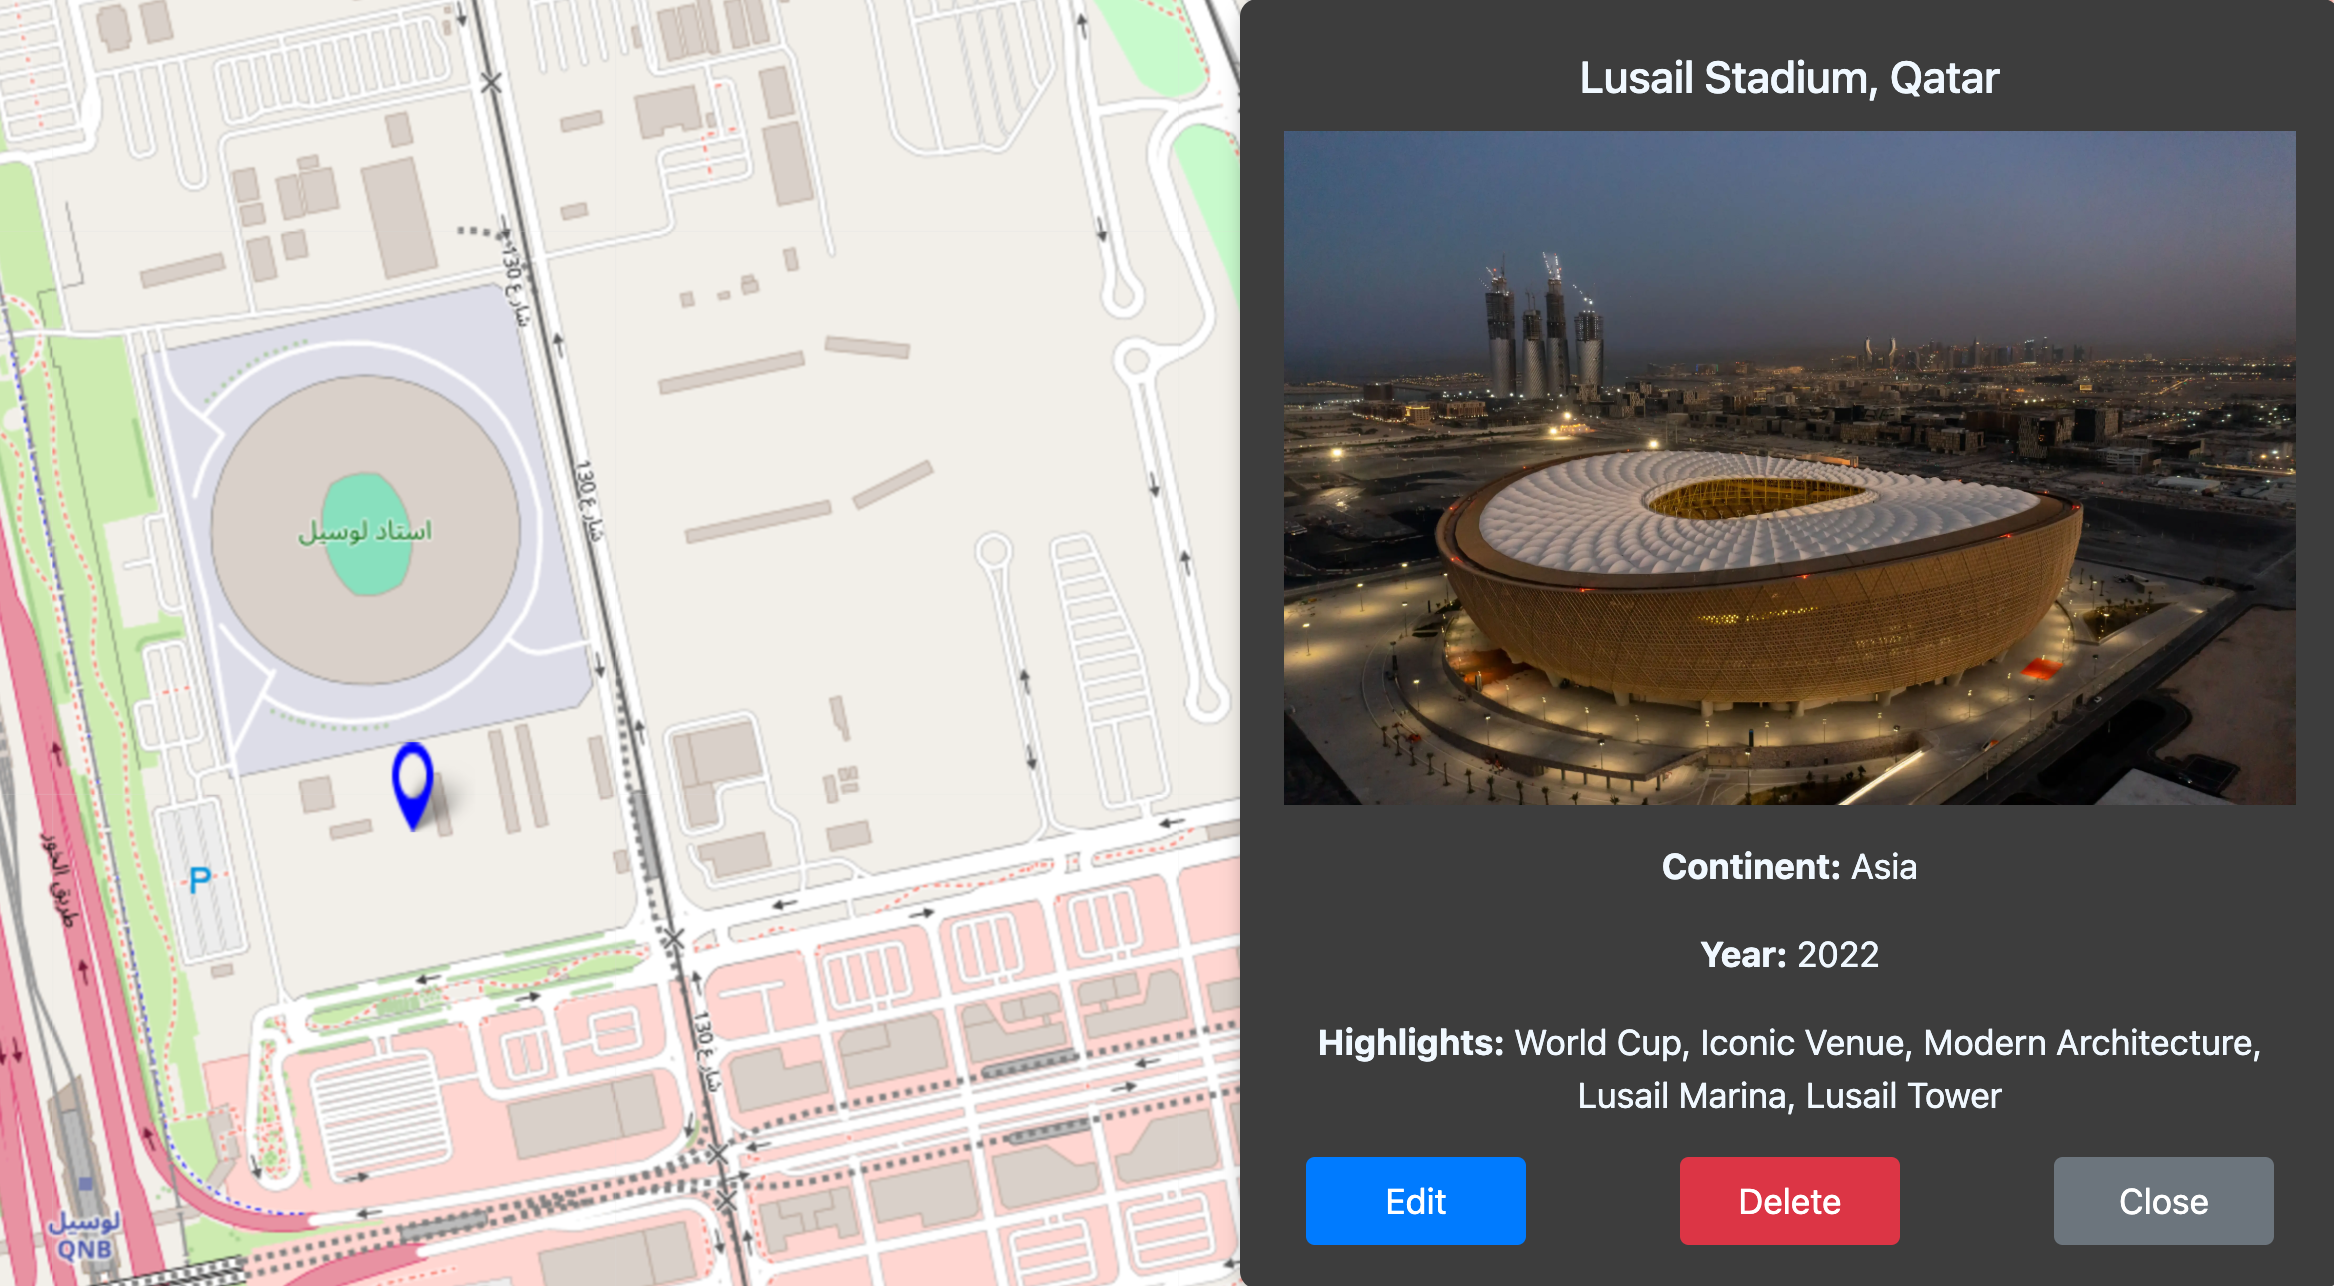 شارع 130
شارع 130
استاد لوسيل
P
طريق الخور
شارع 130
لوسيل
QNB
Lusail Stadium, Qatar
Continent: Asia
Year: 2022
Highlights: World Cup, Iconic Venue, Modern Architecture,
Lusail Marina, Lusail Tower
Edit
Delete
Close